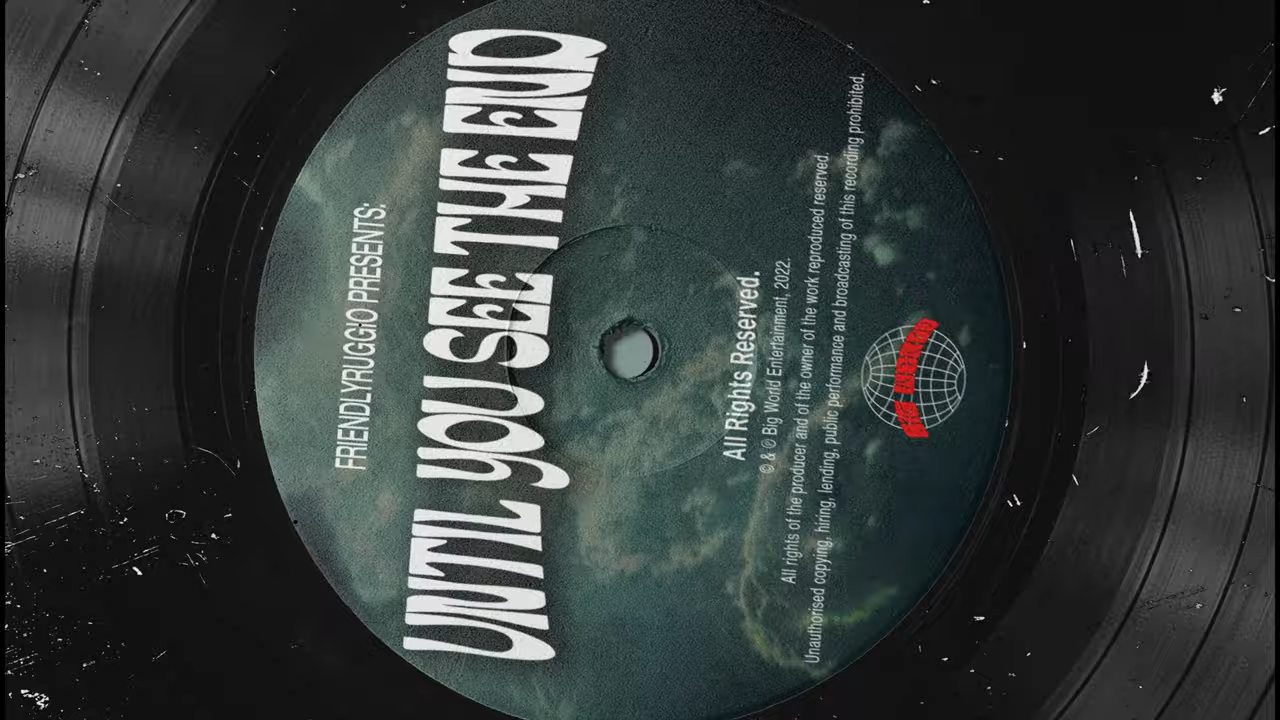 FRIENDLYRUGGiO PRESENTS:
UNTIL YOU SEE THE END
All Rights Reserved.
© & ℗ Big World Entertainment, 2022.
All rights of the producer and of the owner of the work reproduced reserved.
Unauthorised copying, hiring, lending, public performance and broadcasting of this recording prohibited.
BIG WORLD